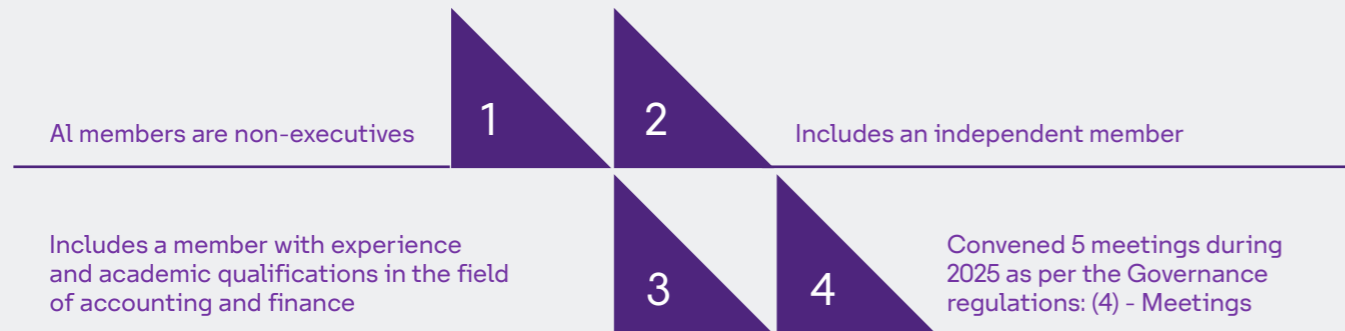 Al members are non-executives
1
2
Includes an independent member
Includes a member with experience
and academic qualifications in the field
of accounting and finance
3
4
Convened 5 meetings during
2025 as per the Governance
regulations: (4) - Meetings